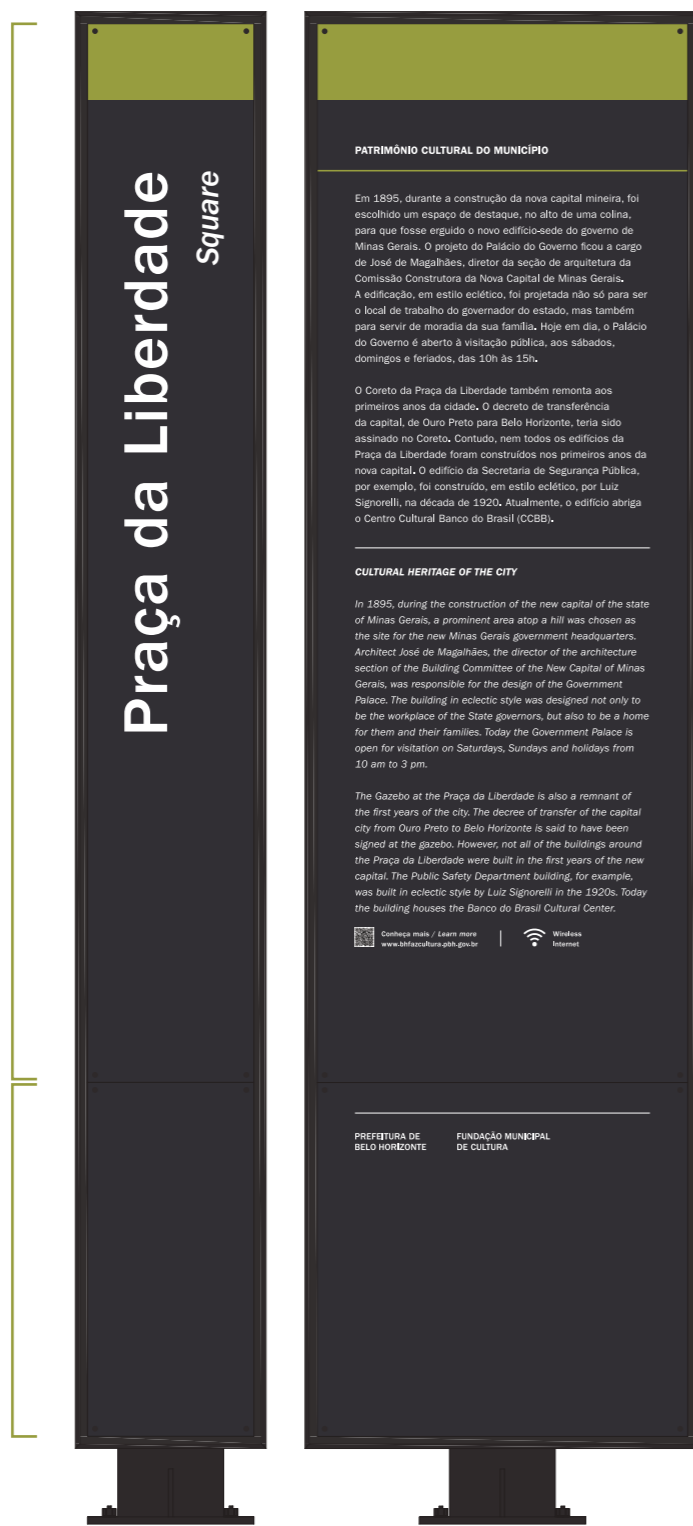 Praça da Liberdade
Square
PATRIMÔNIO CULTURAL DO MUNICÍPIO
Em 1895, durante a construção da nova capital mineira, foi
escolhido um espaço de destaque, no alto de uma colina,
para que fosse erguido o novo edifício-sede do governo de
Minas Gerais. O projeto do Palácio do Governo ficou a cargo
de José de Magalhães, diretor da seção de arquitetura da
Comissão Construtora da Nova Capital de Minas Gerais.
A edificação, em estilo eclético, foi projetada não só para ser
o local de trabalho do governador do estado, mas também
para servir de moradia da sua família. Hoje em dia, o Palácio
do Governo é aberto à visitação pública, aos sábados,
domingos e feriados, das 10h às 15h.
O Coreto da Praça da Liberdade também remonta aos
primeiros anos da cidade. O decreto de transferência
da capital, de Ouro Preto para Belo Horizonte, teria sido
assinado no Coreto. Contudo, nem todos os edifícios da
Praça da Liberdade foram construídos nos primeiros anos da
nova capital. O edifício da Secretaria de Segurança Pública,
por exemplo, foi construído, em estilo eclético, por Luiz
Signorelli, na década de 1920. Atualmente, o edifício abriga
o Centro Cultural Banco do Brasil (CCBB).
CULTURAL HERITAGE OF THE CITY
In 1895, during the construction of the new capital of the state
of Minas Gerais, a prominent area atop a hill was chosen as
the site for the new Minas Gerais government headquarters.
Architect José de Magalhães, the director of the architecture
section of the Building Committee of the New Capital of Minas
Gerais, was responsible for the design of the Government
Palace. The building in eclectic style was designed not only to
be the workplace of the State governors, but also to be a home
for them and their families. Today the Government Palace is
open for visitation on Saturdays, Sundays and holidays from
10 am to 3 pm.
The Gazebo at the Praça da Liberdade is also a remnant of
the first years of the city. The decree of transfer of the capital
city from Ouro Preto to Belo Horizonte is said to have been
signed at the gazebo. However, not all of the buildings around
the Praça da Liberdade were built in the first years of the new
capital. The Public Safety Department building, for example,
was built in eclectic style by Luiz Signorelli in the 1920s. Today
the building houses the Banco do Brasil Cultural Center.
Conheça mais / Learn more
www.bhfazcultura.pbh.gov.br
Wireless
Internet
PREFEITURA DE
BELO HORIZONTE
FUNDAÇÃO MUNICIPAL
DE CULTURA